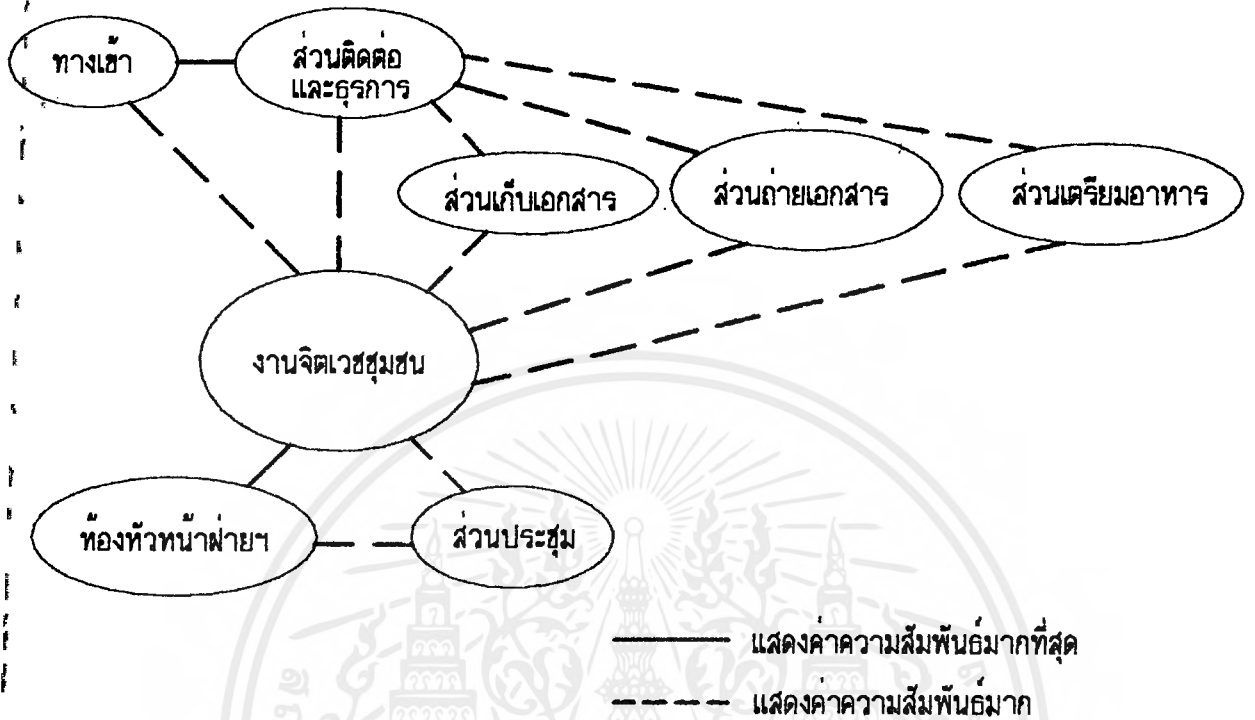 ทางเข้า
ส่วนติดต่อ
และธุรการ
ส่วนเก็บเอกสาร
ส่วนถ่ายเอกสาร
ส่วนเตรียมอาหาร
งานจิตเวชชุมชน
ห้องหัวหน้าฝ่ายฯ
ส่วนประชุม
แสดงค่าความสัมพันธ์มากที่สุด
แสดงค่าความสัมพันธ์มาก